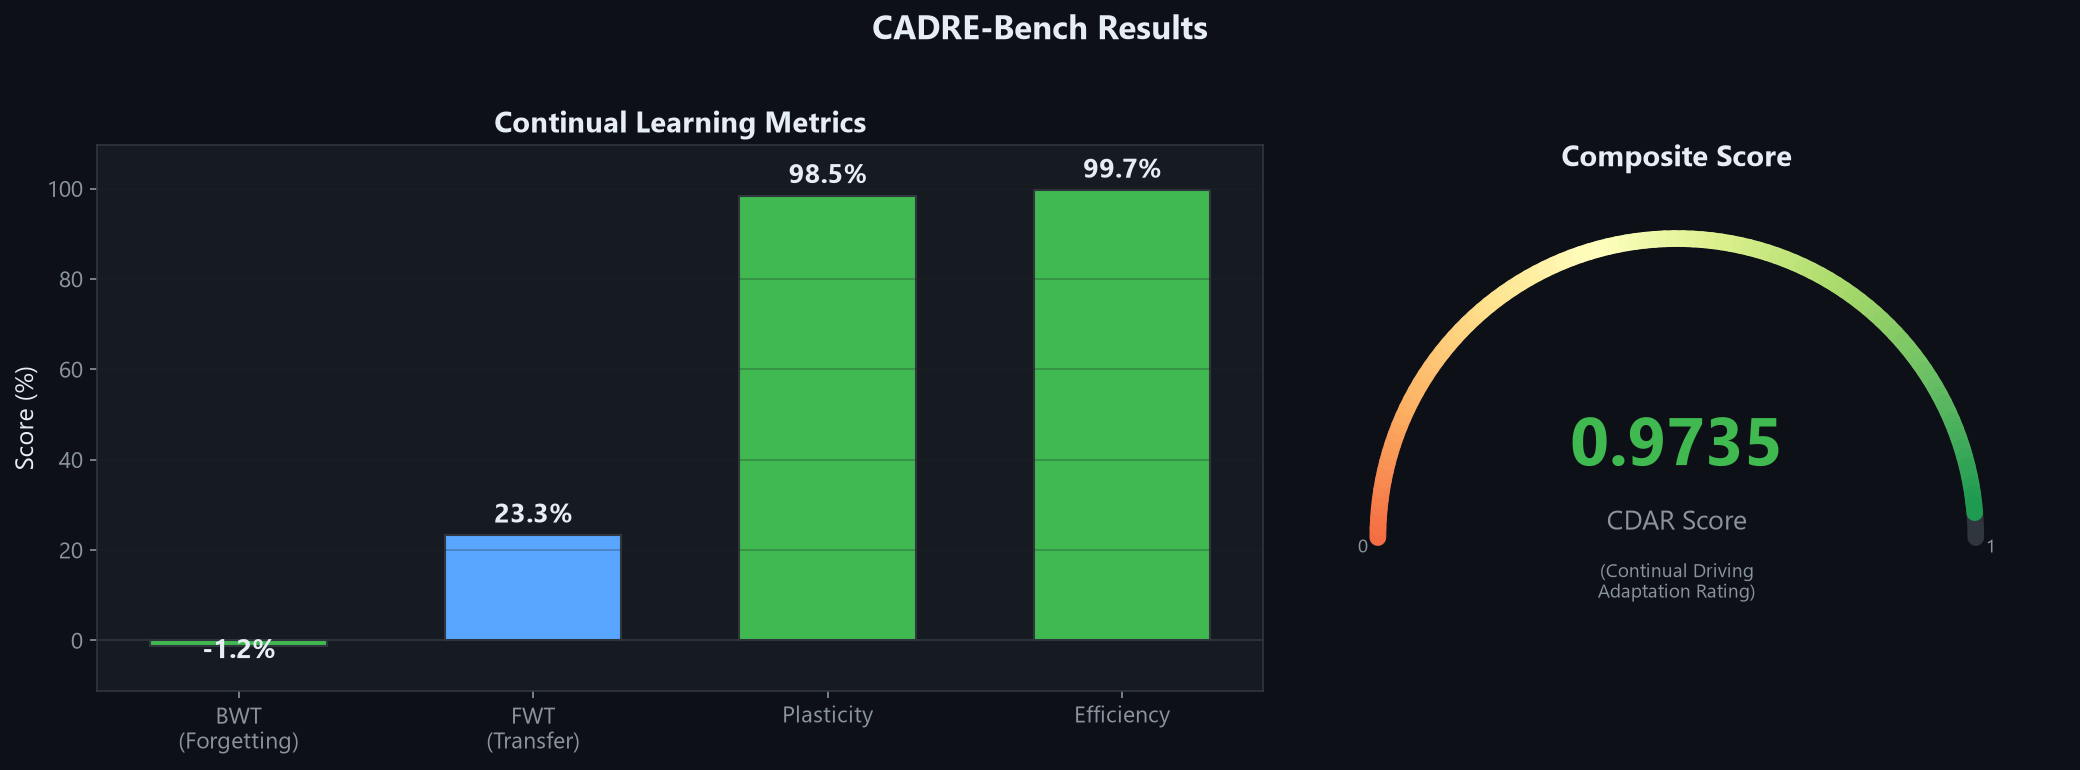 CADRE-Bench Results
Continual Learning Metrics
Score (%)
100
80
60
40
20
0
-1.2%
23.3%
98.5%
99.7%
BWT
(Forgetting)
FWT
(Transfer)
Plasticity
Efficiency
Composite Score
0.9735
CDAR Score
0
1
(Continual Driving
Adaptation Rating)